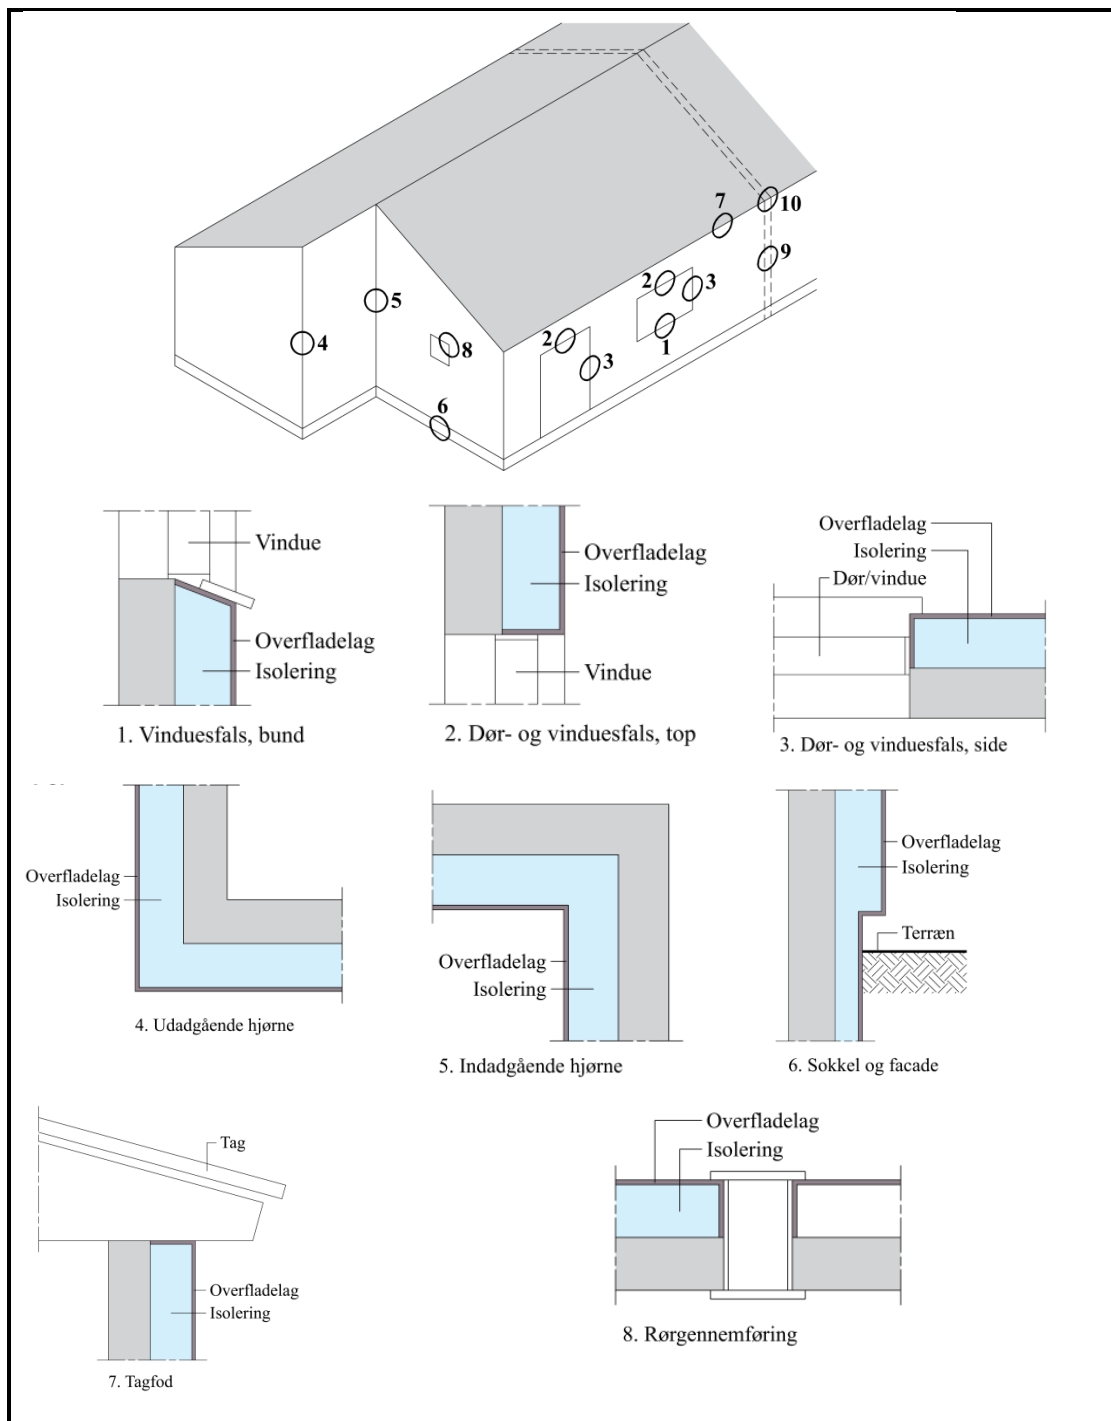 7
10
9
2
3
5
1
2
3
4
8
6
Vindue
Overfladelag
Isolering
1. Vinduesfals, bund
Overfladelag
Isolering
Vindue
2. Dør- og vinduesfals, top
Overfladelag
Isolering
Dør/vindue
3. Dør- og vinduesfals, side
Overfladelag
Isolering
4. Udadgående hjørne
Overfladelag
Isolering
5. Indadgående hjørne
Overfladelag
Isolering
Terræn
6. Sokkel og facade
Tag
Overfladelag
Isolering
7. Tagfod
Overfladelag
Isolering
8. Rørgennemføring